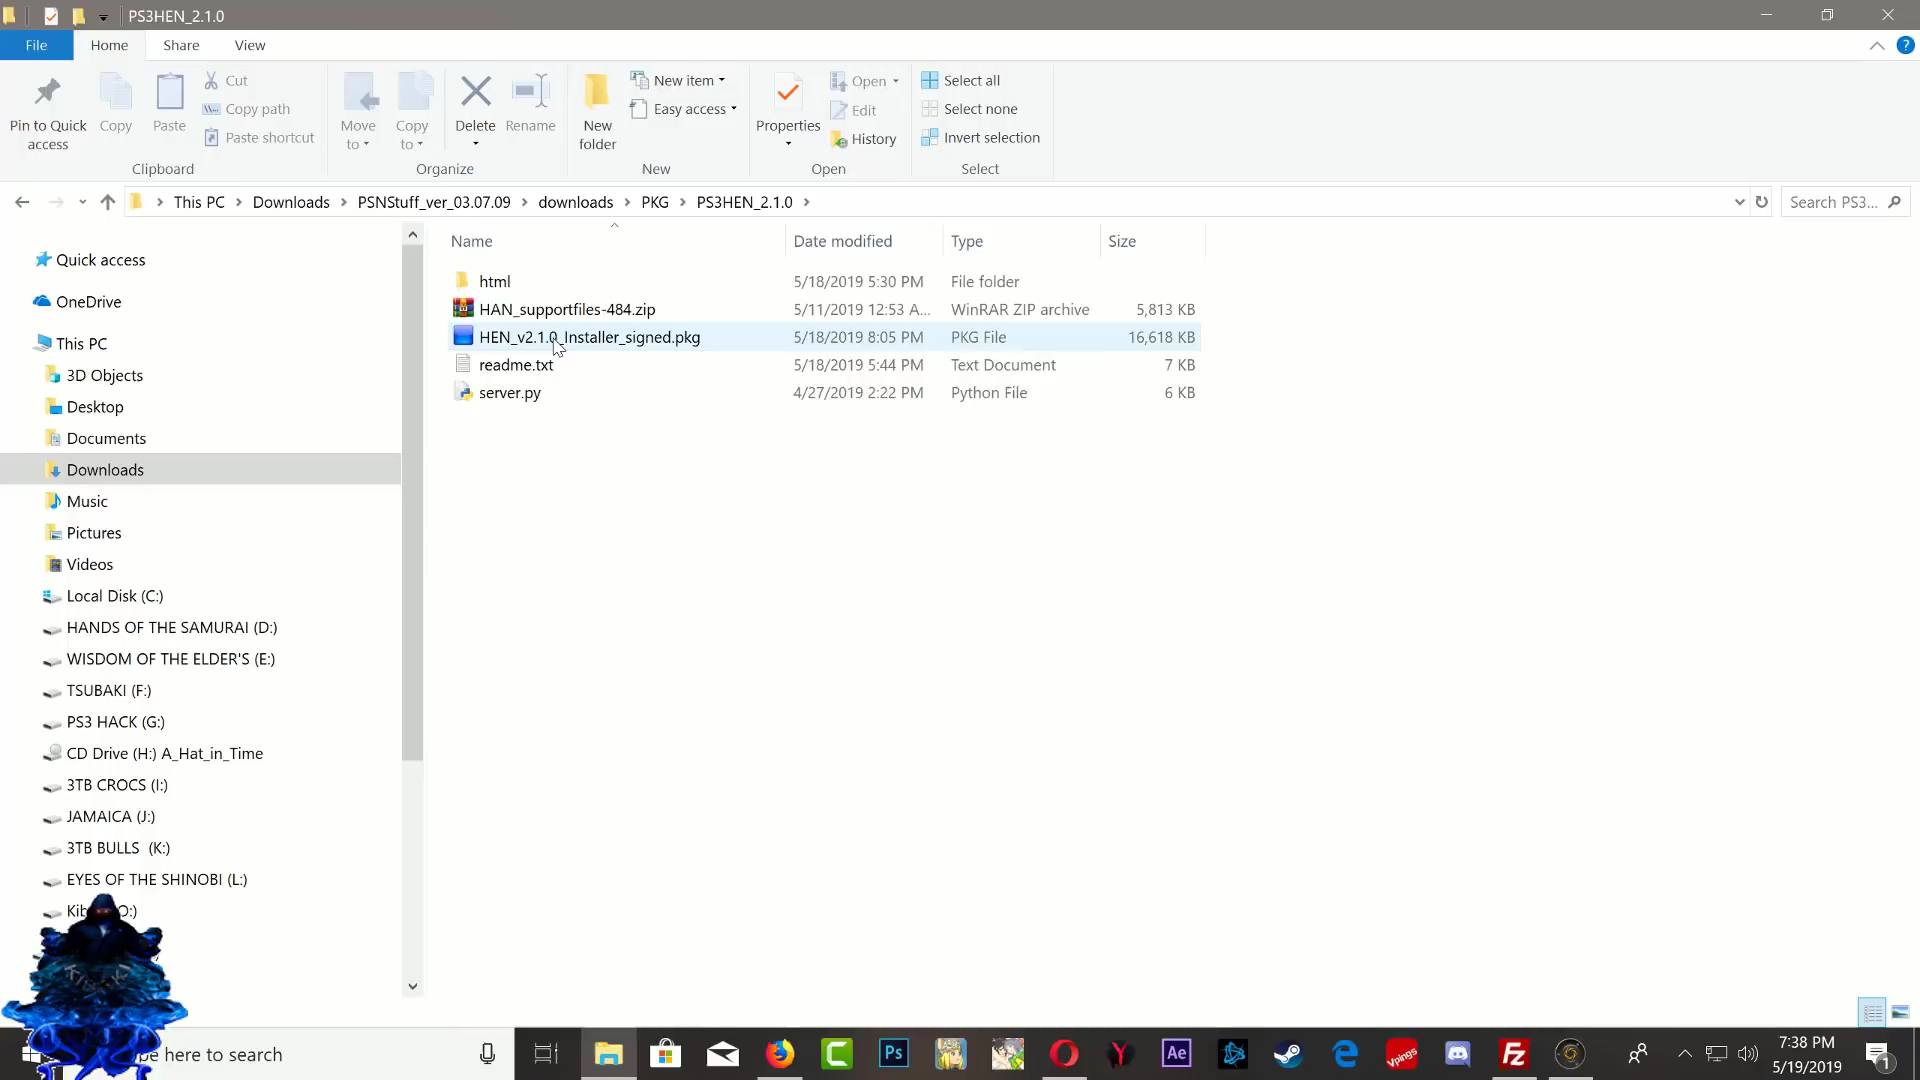 PS3HEN_2.1.0
File Home Share View
Pin to Quick access
Copy
Paste
Cut
Copy path
Paste shortcut
Clipboard
Move to
Copy to
Delete
Rename
Organize
New folder
New item
Easy access
New
Properties
Open
Edit
History
Open
Select all
Select none
Invert selection
Select
This PC Downloads PSNStuff_ver_03.07.09 downloads PKG PS3HEN_2.1.0
Search PS3...
Name Date modified Type Size
html 5/18/2019 5:30 PM File folder
HAN_supportfiles-484.zip 5/11/2019 12:53 A... WinRAR ZIP archive 5,813 KB
HEN_v2.1.0_Installer_signed.pkg 5/18/2019 8:05 PM PKG File 16,618 KB
readme.txt 5/18/2019 5:44 PM Text Document 7 KB
server.py 4/27/2019 2:22 PM Python File 6 KB
Quick access
OneDrive
This PC
3D Objects
Desktop
Documents
Downloads
Music
Pictures
Videos
Local Disk (C:)
HANDS OF THE SAMURAI (D:)
WISDOM OF THE ELDER'S (E:)
TSUBAKI (F:)
PS3 HACK (G:)
CD Drive (H:) A_Hat_in_Time
3TB CROCS (I:)
JAMAICA (J:)
3TB BULLS (K:)
EYES OF THE SHINOBI (L:)
here to search
Ps
Ae
vpings
Fz
7:38 PM
5/19/2019
1